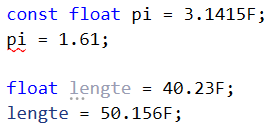 const float pi = 3.1415F;
pi = 1.61;
float lengte = 40.23F;
lengte = 50.156F;